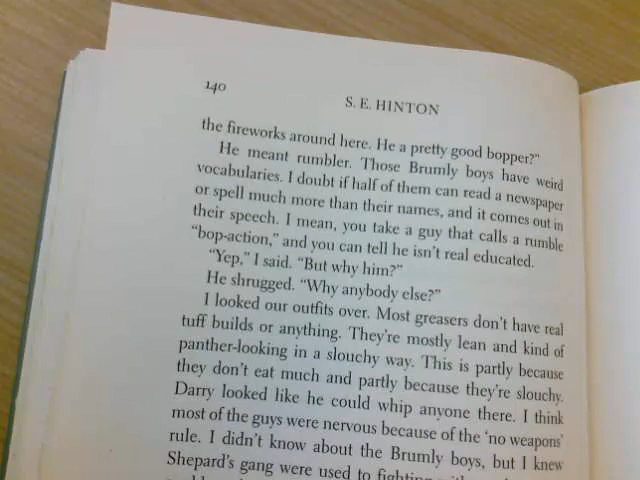 140
S. E. HINTON
the fireworks around here. He a pretty good bopper?"
He meant rumbler. Those Brumly boys have weird
vocabularies. I doubt if half of them can read a newspaper
or spell much more than their names, and it comes out in
their speech. I mean, you take a guy that calls a rumble
"bop-action," and you can tell he isn't real educated.
"Yep," I said. "But why him?"
He shrugged. "Why anybody else?"
I looked our outfits over. Most greasers don't have real
tuff builds or anything. They're mostly lean and kind of
panther-looking in a slouchy way. This is partly because
they don't eat much and partly because they're slouchy.
Darry looked like he could whip anyone there. I think
most of the guys were nervous because of the 'no weapons'
rule. I didn't know about the Brumly boys, but I knew
Shepard's gang were used to fighting